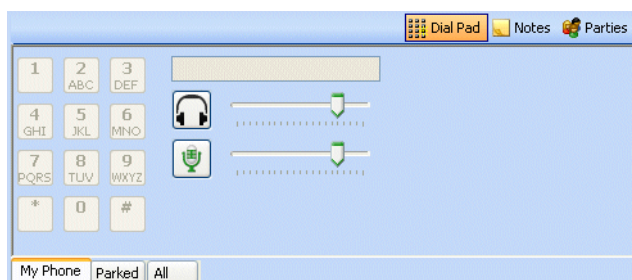 Dial Pad Notes Parties
1 2 3
ABC DEF
4 5 6
GHI JKL MNO
7 8 9
PQRS TUV WXYZ
* 0 #
My Phone Parked All